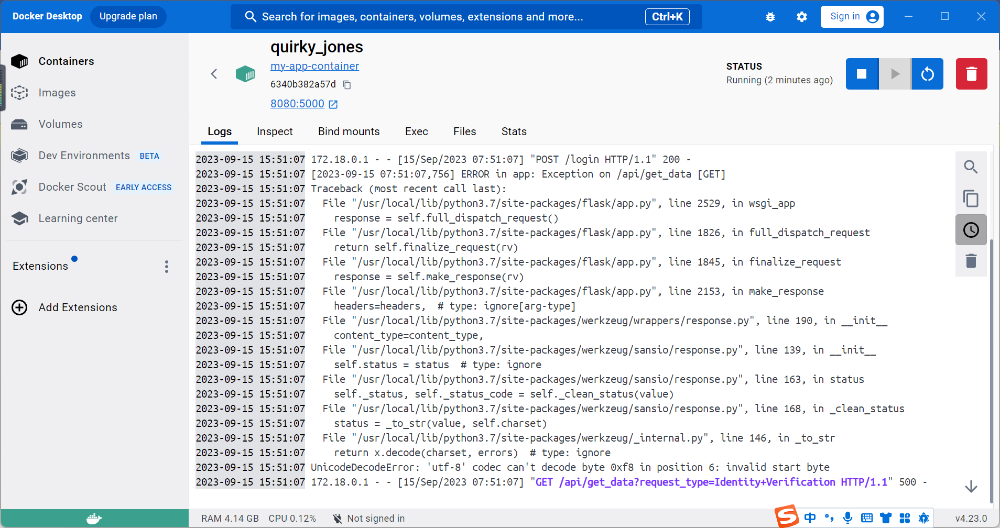 Docker Desktop
Upgrade plan
Search for images, containers, volumes, extensions and more...
Ctrl+K
Sign in
Containers
Images
Volumes
Dev Environments BETA
Docker Scout EARLY ACCESS
Learning center
Extensions
Add Extensions
quirky_jones
my-app-container
6340b382a57d
8080:5000
STATUS
Running (2 minutes ago)
Logs
Inspect
Bind mounts
Exec
Files
Stats
2023-09-15 15:51:07 172.18.0.1 - - [15/Sep/2023 07:51:07] "POST /login HTTP/1.1" 200 -
2023-09-15 15:51:07 [2023-09-15 07:51:07,756] ERROR in app: Exception on /api/get_data [GET]
2023-09-15 15:51:07 Traceback (most recent call last):
2023-09-15 15:51:07   File "/usr/local/lib/python3.7/site-packages/flask/app.py", line 2529, in wsgi_app
2023-09-15 15:51:07     response = self.full_dispatch_request()
2023-09-15 15:51:07   File "/usr/local/lib/python3.7/site-packages/flask/app.py", line 1826, in full_dispatch_request
2023-09-15 15:51:07     return self.finalize_request(rv)
2023-09-15 15:51:07   File "/usr/local/lib/python3.7/site-packages/flask/app.py", line 1845, in finalize_request
2023-09-15 15:51:07     response = self.make_response(rv)
2023-09-15 15:51:07   File "/usr/local/lib/python3.7/site-packages/flask/app.py", line 2153, in make_response
2023-09-15 15:51:07     headers=headers,  # type: ignore[arg-type]
2023-09-15 15:51:07   File "/usr/local/lib/python3.7/site-packages/werkzeug/wrappers/response.py", line 190, in __init__
2023-09-15 15:51:07     content_type=content_type,
2023-09-15 15:51:07   File "/usr/local/lib/python3.7/site-packages/werkzeug/sansio/response.py", line 139, in __init__
2023-09-15 15:51:07     self.status = status  # type: ignore
2023-09-15 15:51:07   File "/usr/local/lib/python3.7/site-packages/werkzeug/sansio/response.py", line 163, in status
2023-09-15 15:51:07     self._status, self._status_code = self._clean_status(value)
2023-09-15 15:51:07   File "/usr/local/lib/python3.7/site-packages/werkzeug/sansio/response.py", line 168, in _clean_status
2023-09-15 15:51:07     status = _to_str(value, self.charset)
2023-09-15 15:51:07   File "/usr/local/lib/python3.7/site-packages/werkzeug/_internal.py", line 146, in _to_str
2023-09-15 15:51:07     return x.decode(charset, errors)  # type: ignore
2023-09-15 15:51:07 UnicodeDecodeError: 'utf-8' codec can't decode byte 0xf8 in position 6: invalid start byte
2023-09-15 15:51:07 172.18.0.1 - - [15/Sep/2023 07:51:07] "GET /api/get_data?request_type=Identity+Verification HTTP/1.1" 500 -
RAM 4.14 GB
CPU 0.12%
Not signed in
S 中 °,
v4.23.0